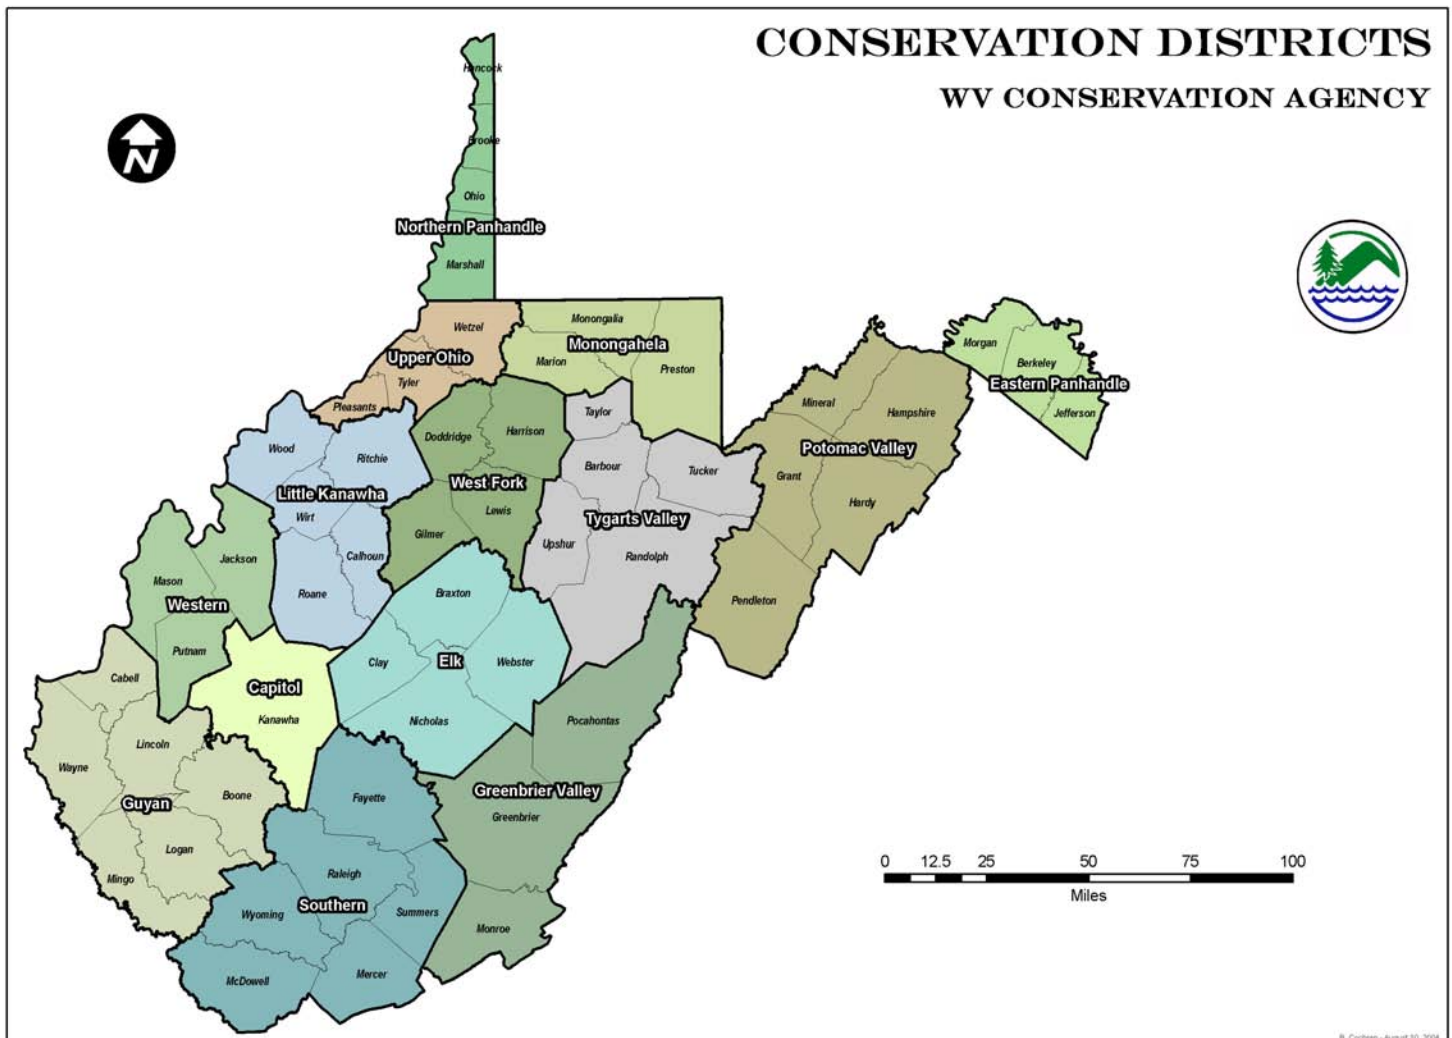 CONSERVATION DISTRICTS
WV CONSERVATION AGENCY
N
Hancock
Brooke
Ohio
Northern Panhandle
Marshall
Wetzel
Upper Ohio
Tyler
Pleasants
Monongalia
Monongahela
Marion
Preston
Morgan
Berkeley
Eastern Panhandle
Jefferson
Mineral
Hampshire
Potomac Valley
Grant
Hardy
Pendleton
Taylor
Barbour
Tucker
Tygarts Valley
Upshur
Randolph
Doddridge
Harrison
West Fork
Lewis
Gilmer
Wood
Ritchie
Little Kanawha
Wirt
Calhoun
Roane
Jackson
Mason
Western
Putnam
Braxton
Clay
Elk
Webster
Nicholas
Capitol
Kanawha
Cabell
Lincoln
Wayne
Guyan
Boone
Logan
Mingo
Pocahontas
Greenbrier Valley
Greenbrier
Monroe
Fayette
Raleigh
Southern
Wyoming
Summers
McDowell
Mercer
0 12.5 25 50 75 100
Miles